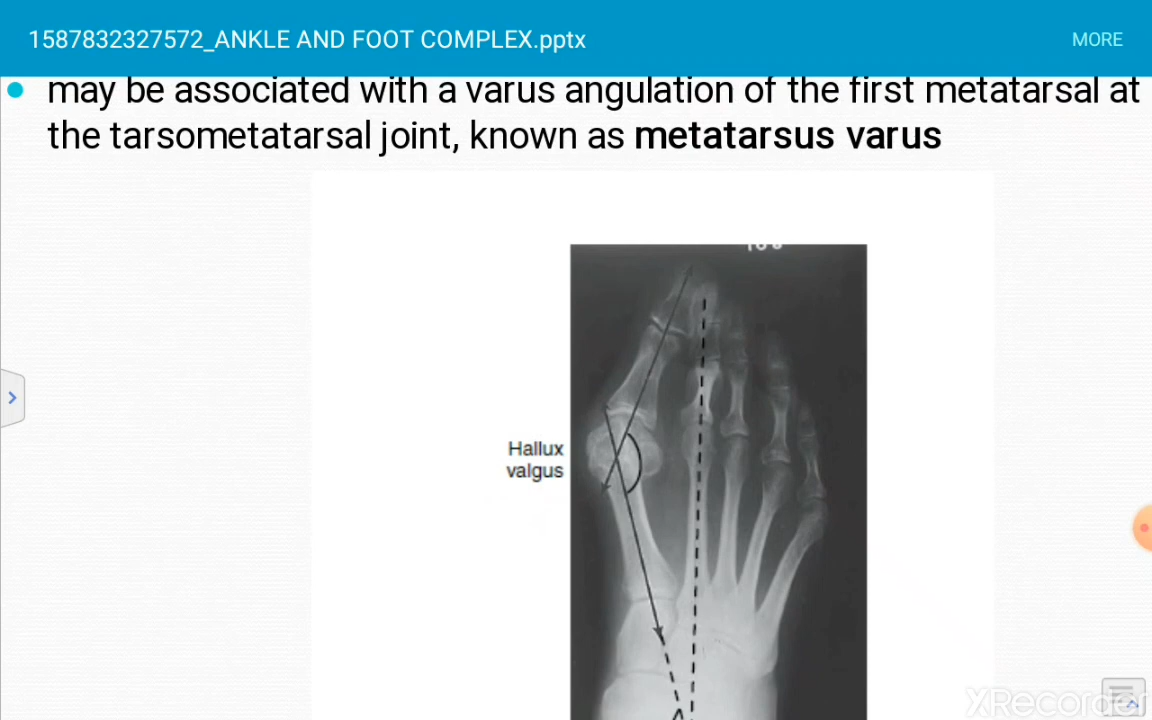 1587832327572_ANKLE AND FOOT COMPLEX.pptx
MORE
may be associated with a varus angulation of the first metatarsal at
the tarsometatarsal joint, known as metatarsus varus
Hallux
valgus
XRecorder